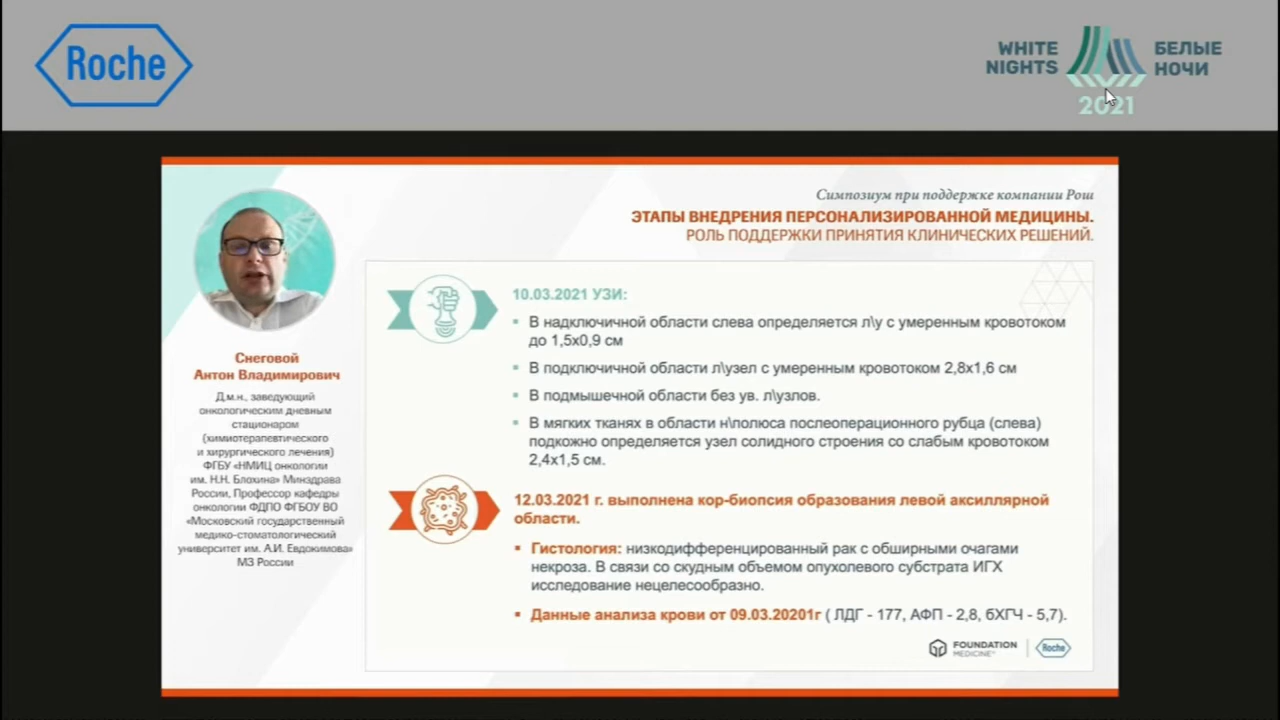 Roche
WHITE
NIGHTS
БЕЛЫЕ
НОЧИ
2021
Симпозиум при поддержке компании Рош
ЭТАПЫ ВНЕДРЕНИЯ ПЕРСОНАЛИЗИРОВАННОЙ МЕДИЦИНЫ.
РОЛЬ ПОДДЕРЖКИ ПРИНЯТИЯ КЛИНИЧЕСКИХ РЕШЕНИЙ.
Снеговой
Антон Владимирович
Д.м.н., заведующий
онкологическим дневным
стационаром
(химиотерапевтического
и хирургического лечения)
ФГБУ «НМИЦ онкологии
им. Н.Н. Блохина» Минздрава
России, Профессор кафедры
онкологии ФДПО ФГБОУ ВО
«Московский государственный
медико-стоматологический
университет им. А.И. Евдокимова»
МЗ России
10.03.2021 УЗИ:
▪ В надключичной области слева определяется л\у с умеренным кровотоком
до 1,5х0,9 см
▪ В подключичной области л\узел с умеренным кровотоком 2,8х1,6 см
▪ В подмышечной области без ув. л\узлов.
▪ В мягких тканях в области н\полюса послеоперационного рубца (слева)
подкожно определяется узел солидного строения со слабым кровотоком
2,4х1,5 см.
12.03.2021 г. выполнена кор-биопсия образования левой аксиллярной
области.
▪ Гистология: низкодифференцированный рак с обширными очагами
некроза. В связи со скудным объемом опухолевого субстрата ИГХ
исследование нецелесообразно.
▪ Данные анализа крови от 09.03.20201г ( ЛДГ - 177, АФП - 2,8, бХГЧ - 5,7).
FOUNDATION
MEDICINE
Roche